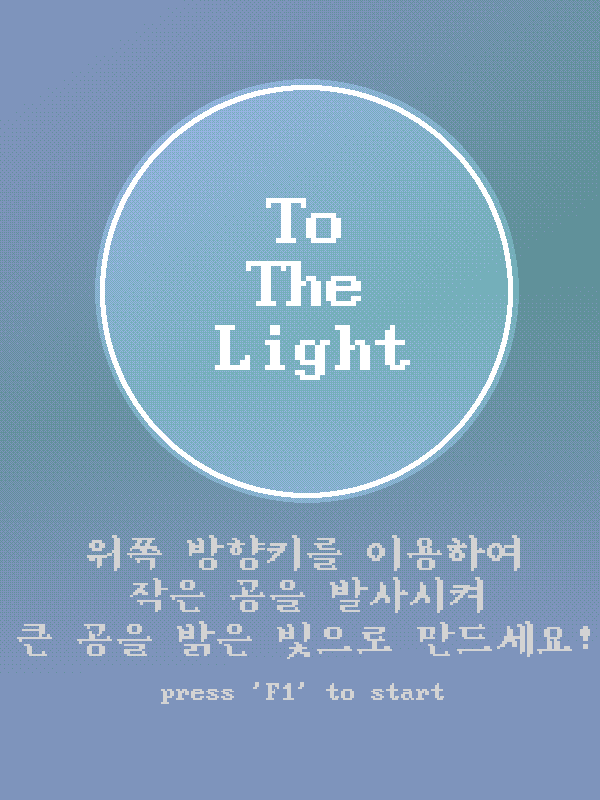 To
The
Light
위쪽 방향키를 이용하여
작은 공을 발사시켜
큰 공을 밝은 빛으로 만드세요!
press 'F1' to start